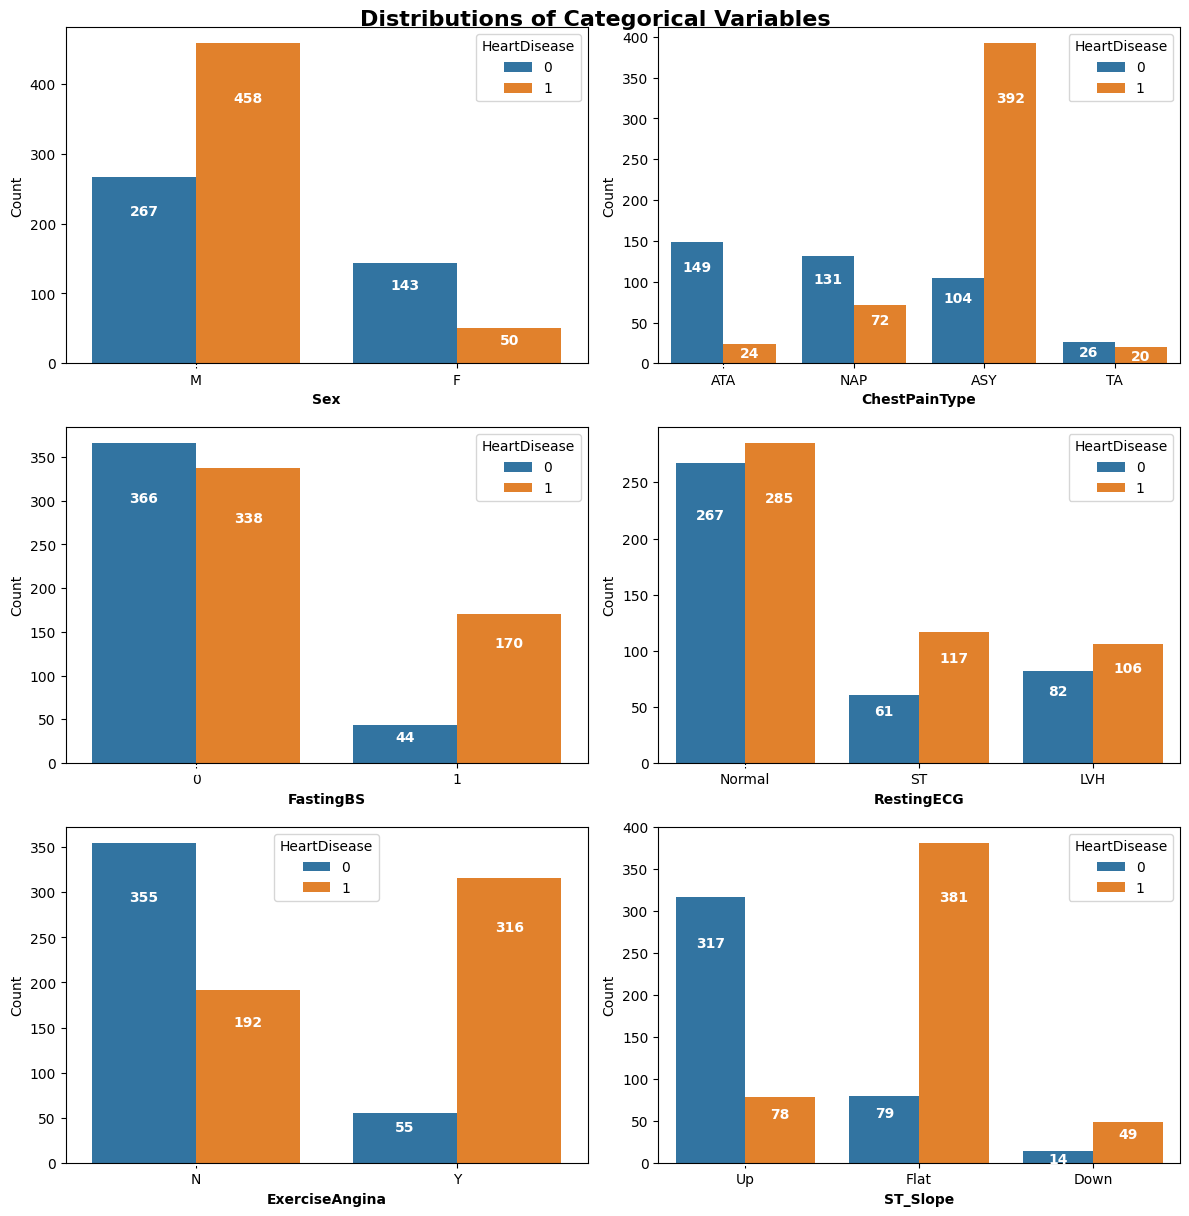 Distributions of Categorical Variables
HeartDisease
0
1
Count
400
300
200
100
0
267
458
143
50
M
F
Sex
HeartDisease
0
1
Count
400
350
300
250
200
150
100
50
0
149
24
131
72
104
392
26
20
ATA
NAP
ASY
TA
ChestPainType
HeartDisease
0
1
Count
350
300
250
200
150
100
50
0
366
338
44
170
0
1
FastingBS
HeartDisease
0
1
Count
250
200
150
100
50
0
267
285
61
117
82
106
Normal
ST
LVH
RestingECG
HeartDisease
0
1
Count
350
300
250
200
150
100
50
0
355
192
55
316
N
Y
ExerciseAngina
HeartDisease
0
1
Count
400
350
300
250
200
150
100
50
0
317
78
79
381
14
49
Up
Flat
Down
ST_Slope